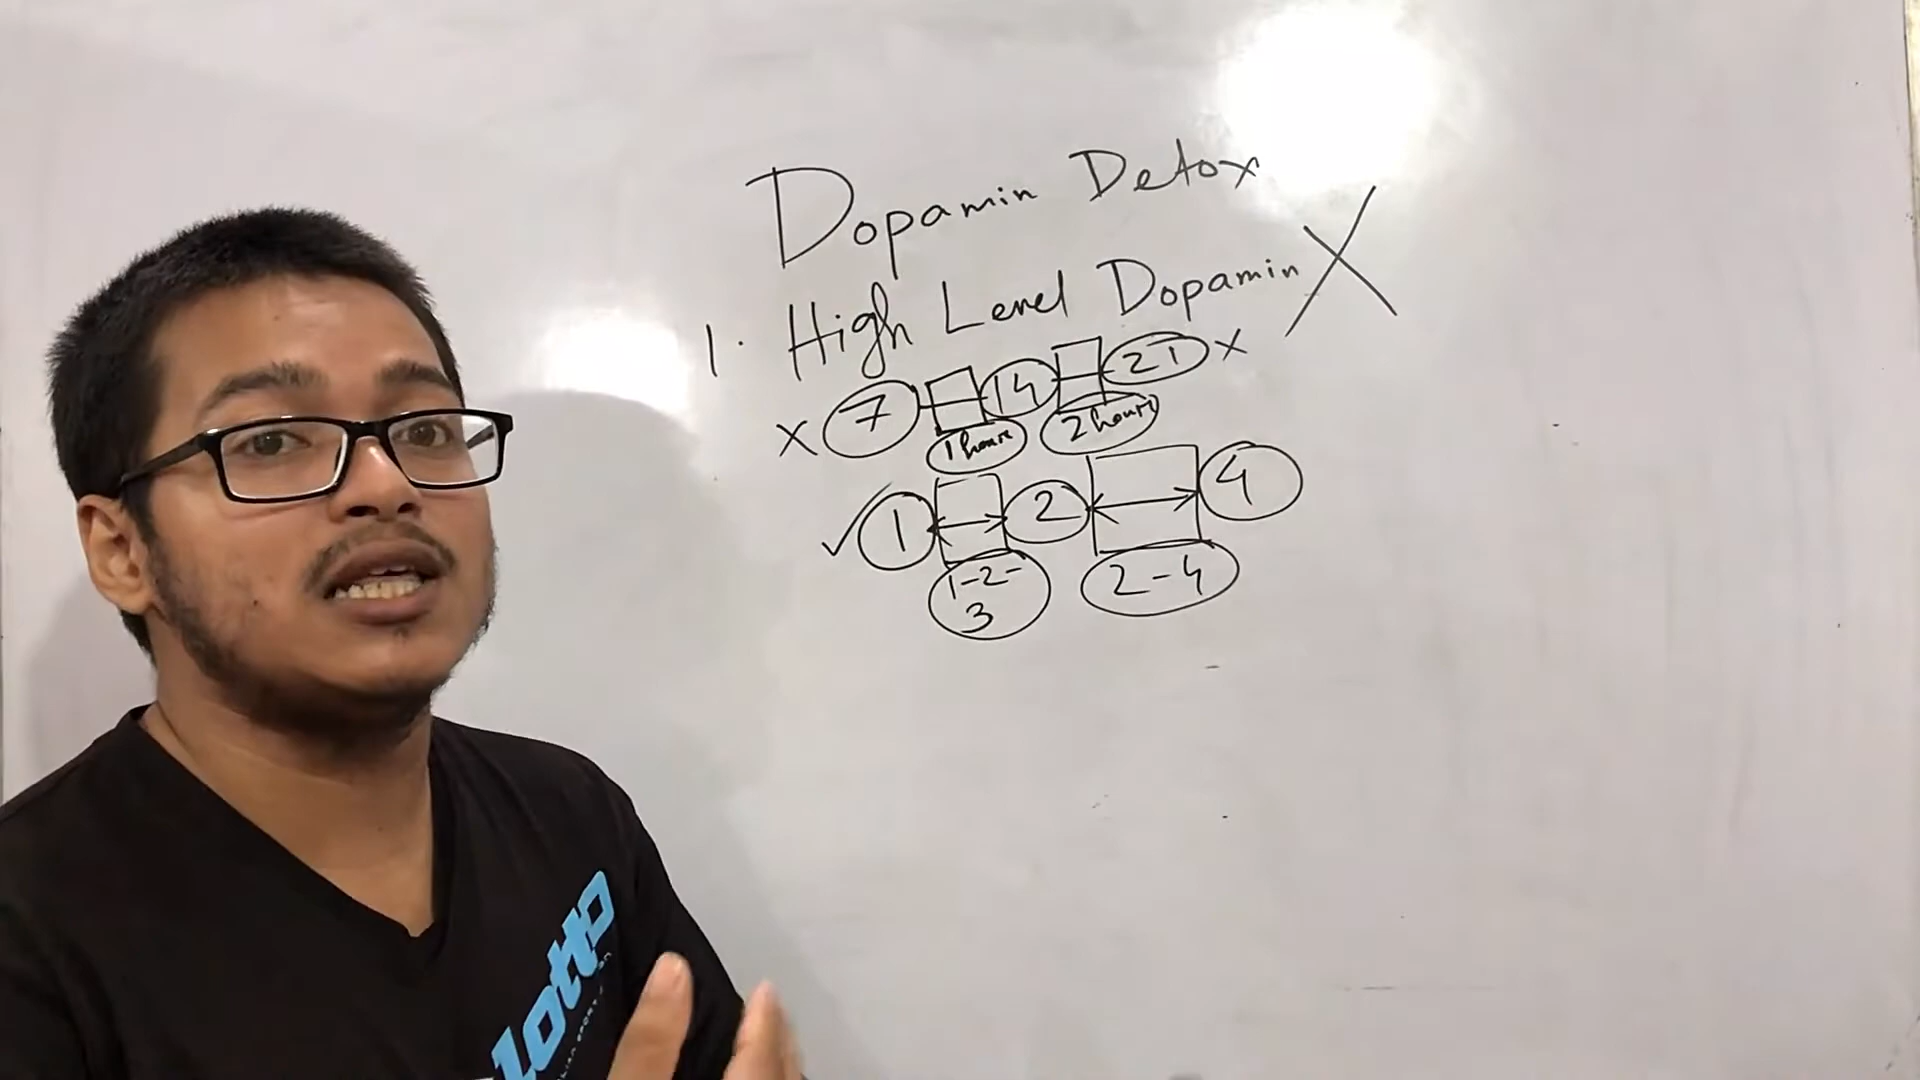 Dopamin Detox
1. High Level Dopamin X
X 7 14 21 X
1 hours 2 hours
✓ 1 2 4
1-2-3 2-4
lotto